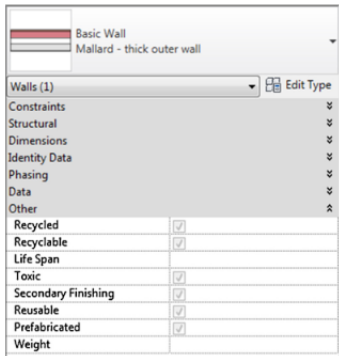 Basic Wall
Mallard - thick outer wall
Walls (1)
Edit Type
Constraints
Structural
Dimensions
Identity Data
Phasing
Data
Other
Recycled
Recyclable
Life Span
Toxic
Secondary Finishing
Reusable
Prefabricated
Weight